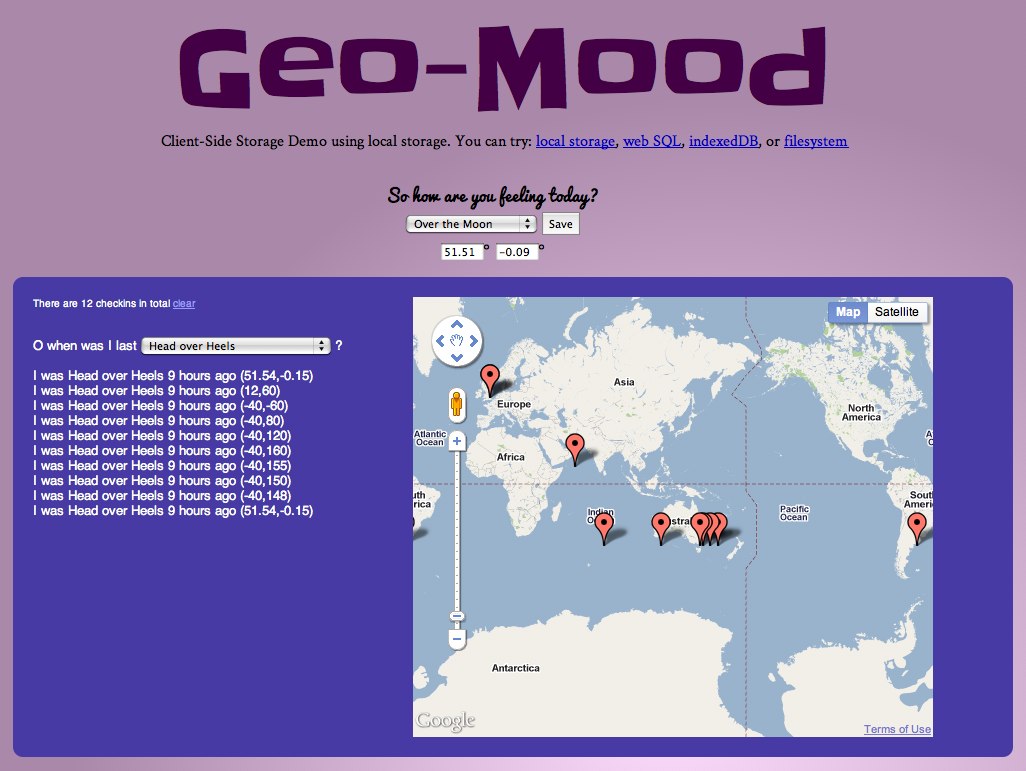 Geo-Mood
Client-Side Storage Demo using local storage. You can try: local storage, web SQL, indexedDB, or filesystem
So how are you feeling today?
Over the Moon Save
51.51 ° -0.09 °
There are 12 checkins in total clear
O when was I last Head over Heels ?
I was Head over Heels 9 hours ago (51.54,-0.15)
I was Head over Heels 9 hours ago (12,60)
I was Head over Heels 9 hours ago (-40,-60)
I was Head over Heels 9 hours ago (-40,80)
I was Head over Heels 9 hours ago (-40,120)
I was Head over Heels 9 hours ago (-40,160)
I was Head over Heels 9 hours ago (-40,155)
I was Head over Heels 9 hours ago (-40,150)
I was Head over Heels 9 hours ago (-40,148)
I was Head over Heels 9 hours ago (51.54,-0.15)
Map Satellite
Asia
Europe
North
America
Atlantic
Ocean
Africa
Pacific
Ocean
South
Antarctica
Google
Terms of Use